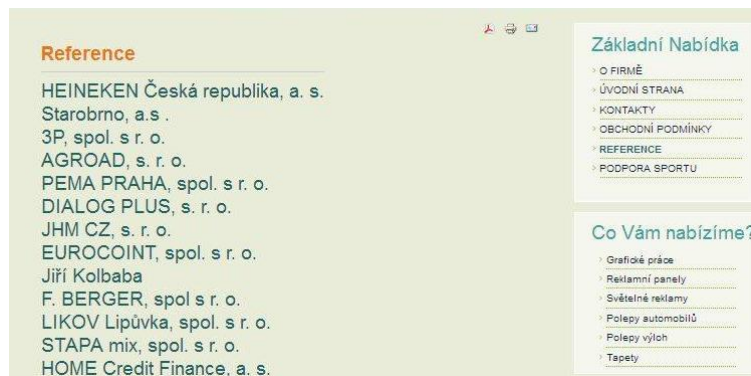 Reference
HEINEKEN Česká republika, a. s.
Starobrno, a.s .
3P, spol. s r. o.
AGROAD, s. r. o.
PEMA PRAHA, spol. s r. o.
DIALOG PLUS, s. r. o.
JHM CZ, s. r. o.
EUROCOINT, spol. s r. o.
Jiří Kolbaba
F. BERGER, spol s r. o.
LIKOV Lipůvka, spol. s r. o.
STAPA mix, spol. s r. o.
HOME Credit Finance, a. s.
Základní Nabídka
O FIRMĚ
ÚVODNÍ STRANA
KONTAKTY
OBCHODNÍ PODMÍNKY
REFERENCE
PODPORA SPORTU
Co Vám nabízíme?
Grafické práce
Reklamní panely
Světelné reklamy
Polepy automobilů
Polepy výloh
Tapety